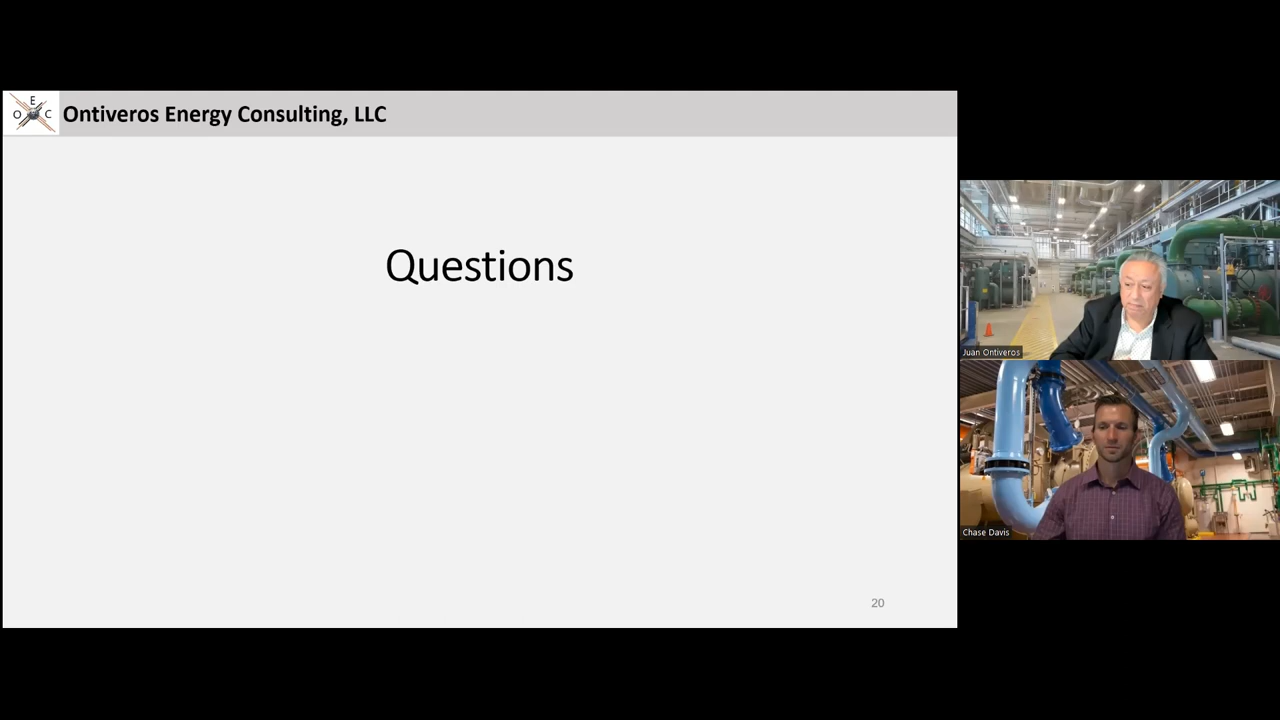 E
O C
Ontiveros Energy Consulting, LLC
Questions
20
Juan Ontiveros
Chase Davis